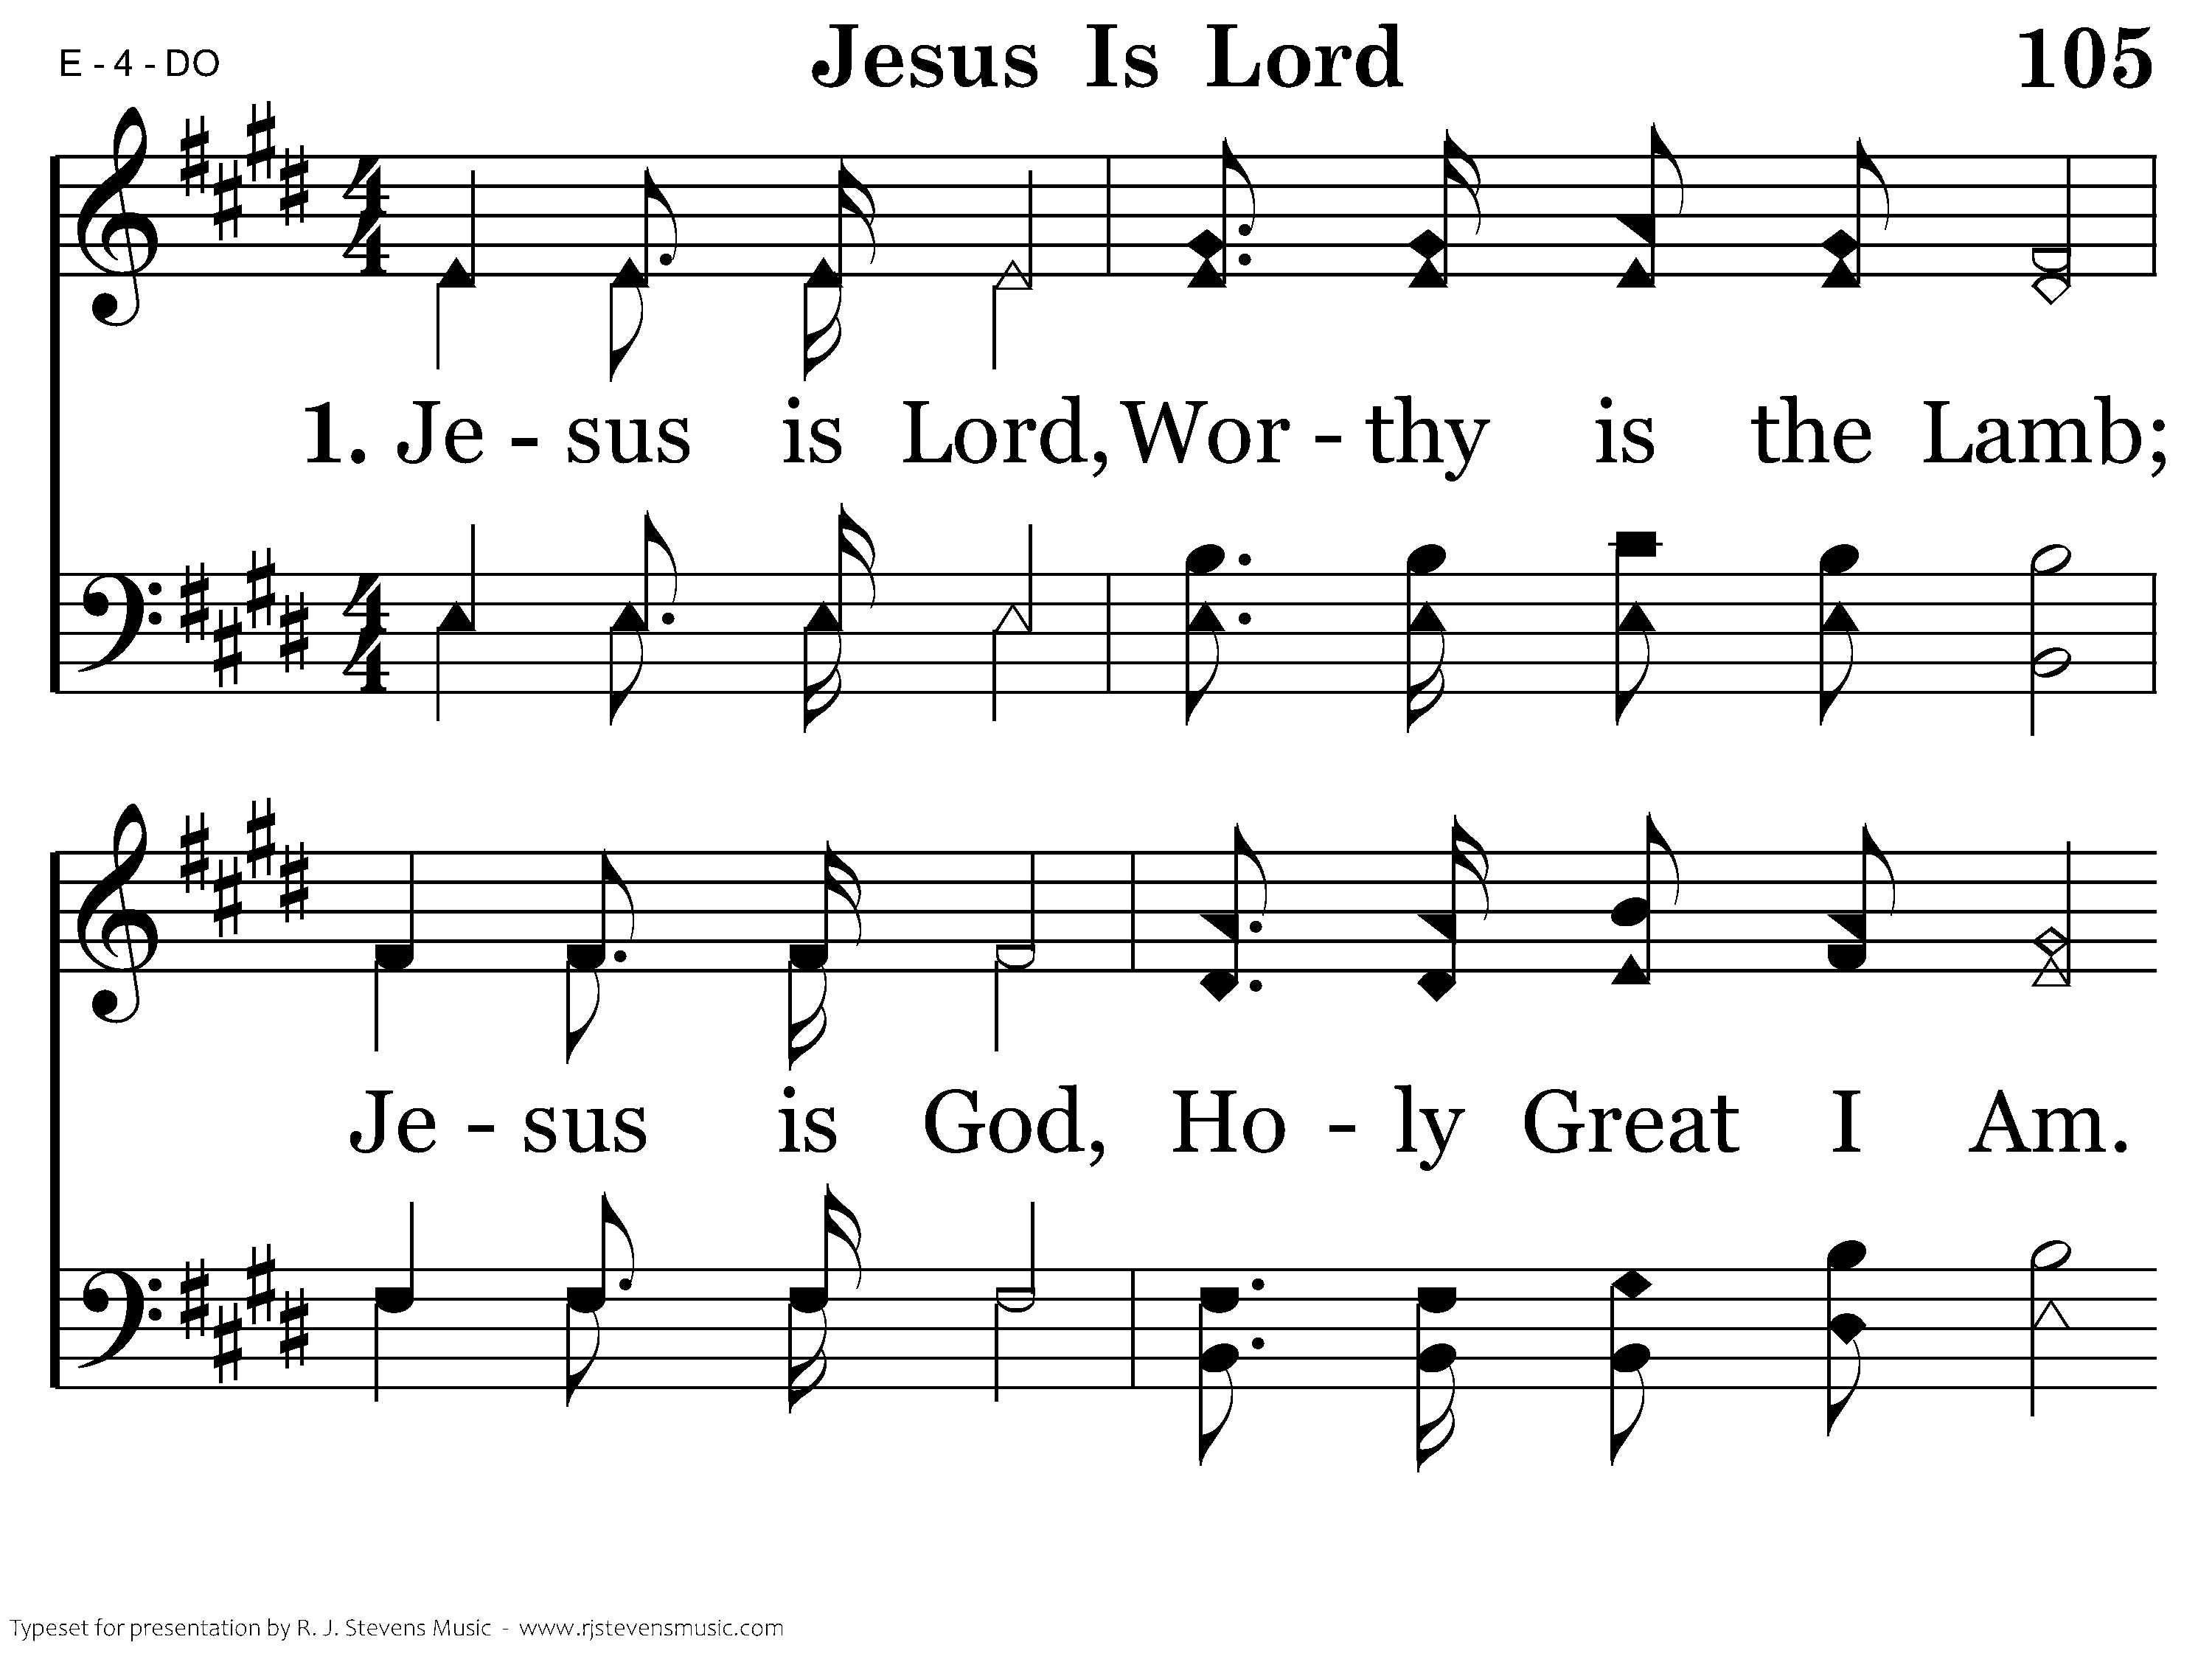 E - 4 - DO Jesus Is Lord 105
1. Je - sus is Lord, Wor - thy is the Lamb;
Je - sus is God, Ho - ly Great I Am.
Typeset for presentation by R. J. Stevens Music - www.rjstevensmusic.com